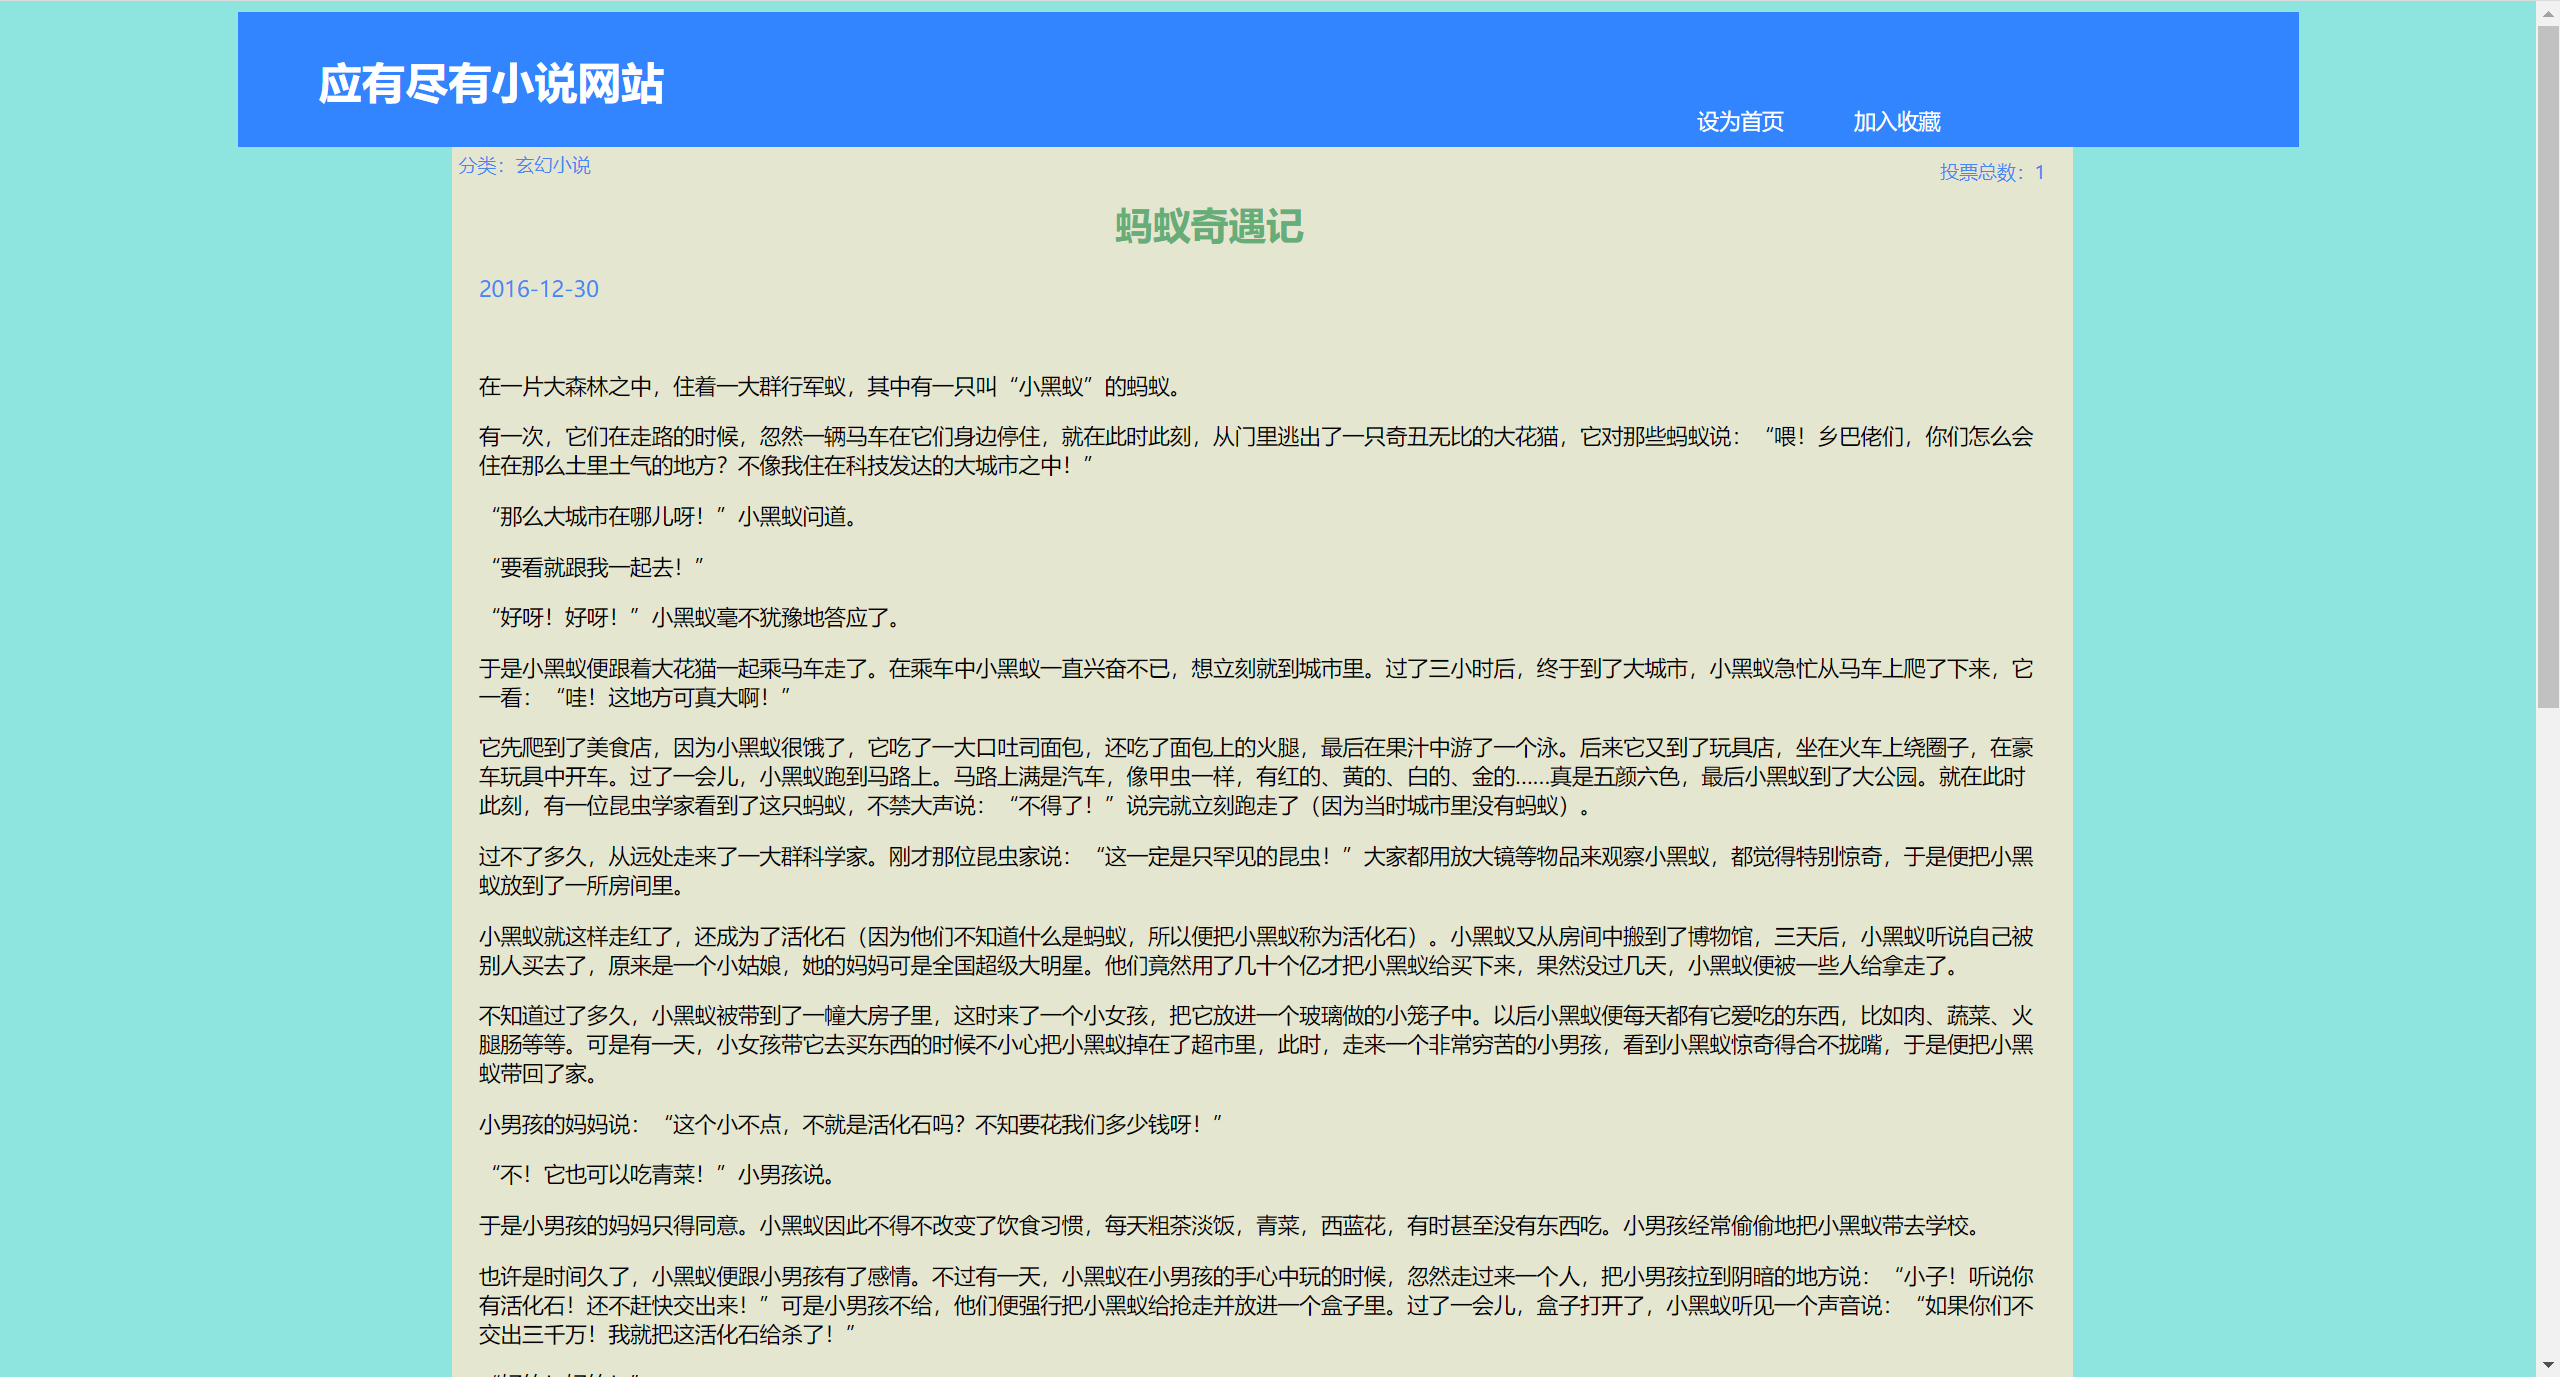 应有尽有小说网站
设为首页 加入收藏
分类：玄幻小说
投票总数：1
蚂蚁奇遇记
2016-12-30
在一片大森林之中，住着一大群行军蚁，其中有一只叫“小黑蚁”的蚂蚁。
有一次，它们在走路的时候，忽然一辆马车在它们身边停住，就在此时此刻，从门里逃出了一只奇丑无比的大花猫，它对那些蚂蚁说：“喂！乡巴佬们，你们怎么会
住在那么土里土气的地方？不像我住在科技发达的大城市之中！”
“那么大城市在哪儿呀！”小黑蚁问道。
“要看就跟我一起去！”
“好呀！好呀！”小黑蚁毫不犹豫地答应了。
于是小黑蚁便跟着大花猫一起乘马车走了。在乘车中小黑蚁一直兴奋不已，想立刻就到城市里。过了三小时后，终于到了大城市，小黑蚁急忙从马车上爬了下来，它
一看：“哇！这地方可真大啊！”
它先爬到了美食店，因为小黑蚁很饿了，它吃了一大口吐司面包，还吃了面包上的火腿，最后在果汁中游了一个泳。后来它又到了玩具店，坐在火车上绕圈子，在豪
车玩具中开车。过了一会儿，小黑蚁跑到马路上。马路上满是汽车，像甲虫一样，有红的、黄的、白的、金的......真是五颜六色，最后小黑蚁到了大公园。就在此时
此刻，有一位昆虫学家看到了这只蚂蚁，不禁大声说：“不得了！”说完就立刻跑走了（因为当时城市里没有蚂蚁）。
过不了多久，从远处走来了一大群科学家。刚才那位昆虫家说：“这一定是只罕见的昆虫！”大家都用放大镜等物品来观察小黑蚁，都觉得特别惊奇，于是便把小黑
蚁放到了一所房间里。
小黑蚁就这样走红了，还成为了活化石（因为他们不知道什么是蚂蚁，所以便把小黑蚁称为活化石）。小黑蚁又从房间中搬到了博物馆，三天后，小黑蚁听说自己被
别人买去了，原来是一个小姑娘，她的妈妈可是全国超级大明星。他们竟然用了几十个亿才把小黑蚁给买下来，果然没过几天，小黑蚁便被一些人给拿走了。
不知道过了多久，小黑蚁被带到了一幢大房子里，这时来了一个小女孩，把它放进一个玻璃做的小笼子中。以后小黑蚁便每天都有它爱吃的东西，比如肉、蔬菜、火
腿肠等等。可是有一天，小女孩带它去买东西的时候不小心把小黑蚁掉在了超市里，此时，走来一个非常穷苦的小男孩，看到小黑蚁惊奇得合不拢嘴，于是便把小黑
蚁带回了家。
小男孩的妈妈说：“这个小不点，不就是活化石吗？不知要花我们多少钱呀！”
“不！它也可以吃青菜！”小男孩说。
于是小男孩的妈妈只得同意。小黑蚁因此不得不改变了饮食习惯，每天粗茶淡饭，青菜，西蓝花，有时甚至没有东西吃。小男孩经常偷偷地把小黑蚁带去学校。
也许是时间久了，小黑蚁便跟小男孩有了感情。不过有一天，小黑蚁在小男孩的手心中玩的时候，忽然走过来一个人，把小男孩拉到阴暗的地方说：“小子！听说你
有活化石！还不赶快交出来！”可是小男孩不给，他们便强行把小黑蚁给抢走并放进一个盒子里。过了一会儿，盒子打开了，小黑蚁听见一个声音说：“如果你们不
交出三千万！我就把这活化石给杀了！”